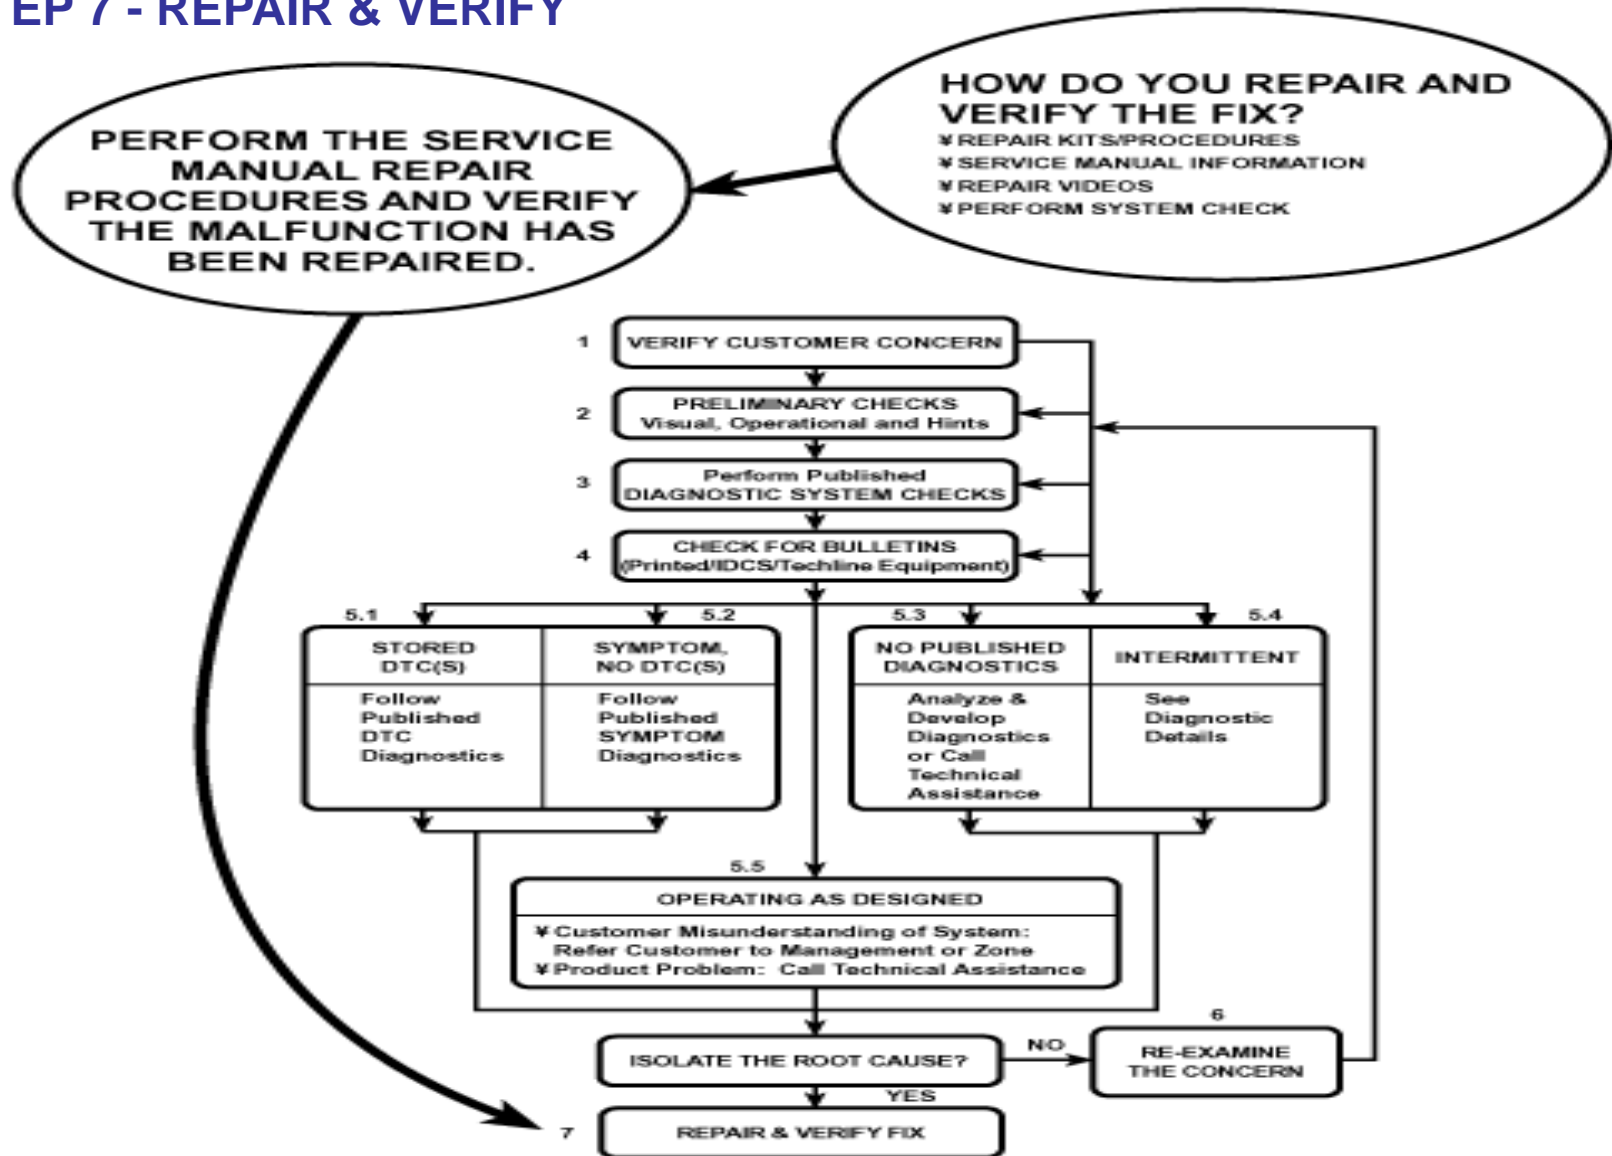 EP 7 - REPAIR & VERIFY
HOW DO YOU REPAIR AND
VERIFY THE FIX?
¥ REPAIR KITS/PROCEDURES
¥ SERVICE MANUAL INFORMATION
¥ REPAIR VIDEOS
¥ PERFORM SYSTEM CHECK
PERFORM THE SERVICE
MANUAL REPAIR
PROCEDURES AND VERIFY
THE MALFUNCTION HAS
BEEN REPAIRED.
1
VERIFY CUSTOMER CONCERN
2
PRELIMINARY CHECKS
Visual, Operational and Hints
3
Perform Published
DIAGNOSTIC SYSTEM CHECKS
4
CHECK FOR BULLETINS
(Printed/IDCS/Techline Equipment)
5.1
STORED
DTC(S)
Follow
Published
DTC
Diagnostics
5.2
SYMPTOM,
NO DTC(S)
Follow
Published
SYMPTOM
Diagnostics
5.3
NO PUBLISHED
DIAGNOSTICS
Analyze &
Develop
Diagnostics
or Call
Technical
Assistance
5.4
INTERMITTENT
See
Diagnostic
Details
5.5
OPERATING AS DESIGNED
¥ Customer Misunderstanding of System:
Refer Customer to Management or Zone
¥ Product Problem: Call Technical Assistance
ISOLATE THE ROOT CAUSE?
NO
6
RE-EXAMINE
THE CONCERN
YES
7
REPAIR & VERIFY FIX